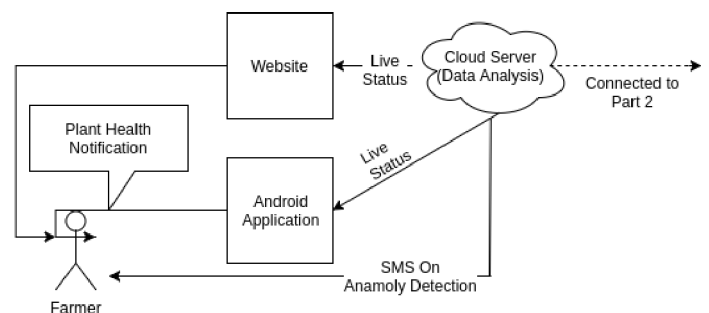 Website
Live
Status
Cloud Server
(Data Analysis)
Connected to
Part 2
Plant Health
Notification
Live
Status
Android
Application
SMS On
Anamoly Detection
Farmer